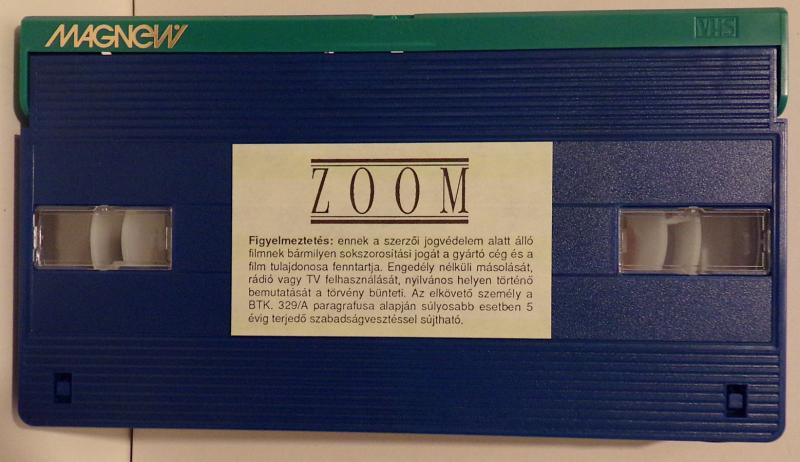 MAGNEW
VHS
ZOOM
Figyelmeztetés: ennek a szerzői jogvédelem alatt álló
filmnek bármilyen sokszorosítási jogát a gyártó cég és a
film tulajdonosa fenntartja. Engedély nélküli másolását,
rádió vagy TV felhasználását, nyilvános helyen történő
bemutatását a törvény bünteti. Az elkövető személy a
BTK. 329/A paragrafusa alapján súlyosabb esetben 5
évig terjedő szabadságvesztéssel sújtható.